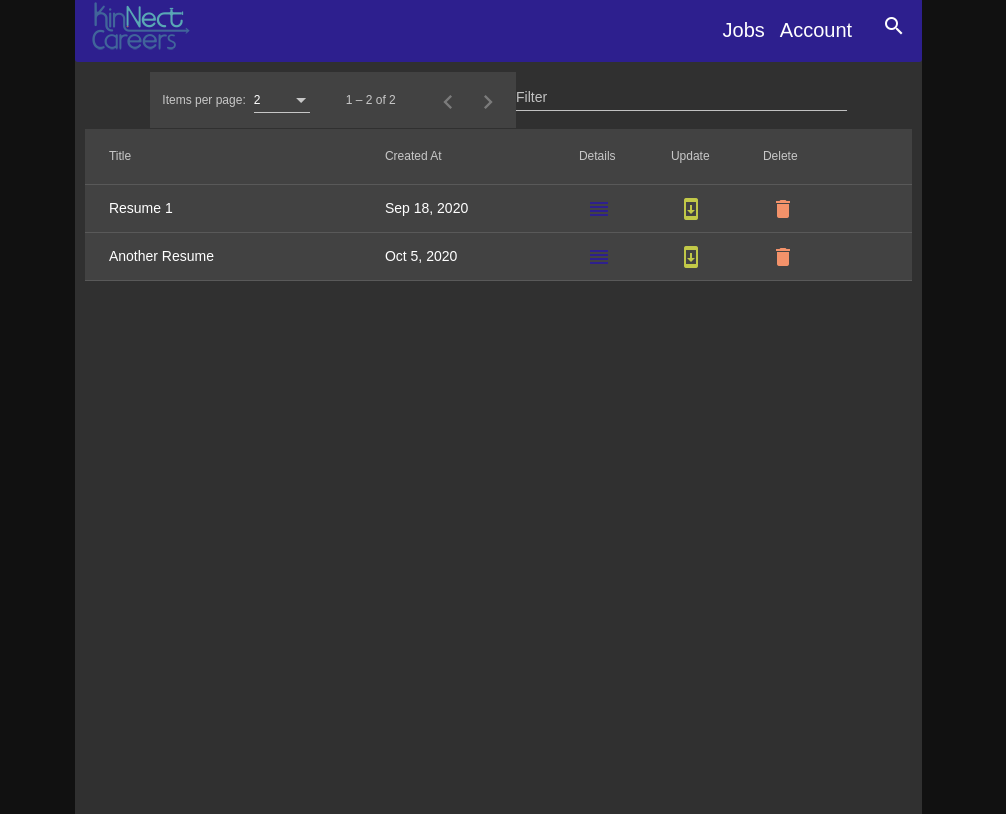 kinNect
Careers
Jobs Account
Items per page: 2 1 – 2 of 2 Filter
Title Created At Details Update Delete
Resume 1 Sep 18, 2020
Another Resume Oct 5, 2020